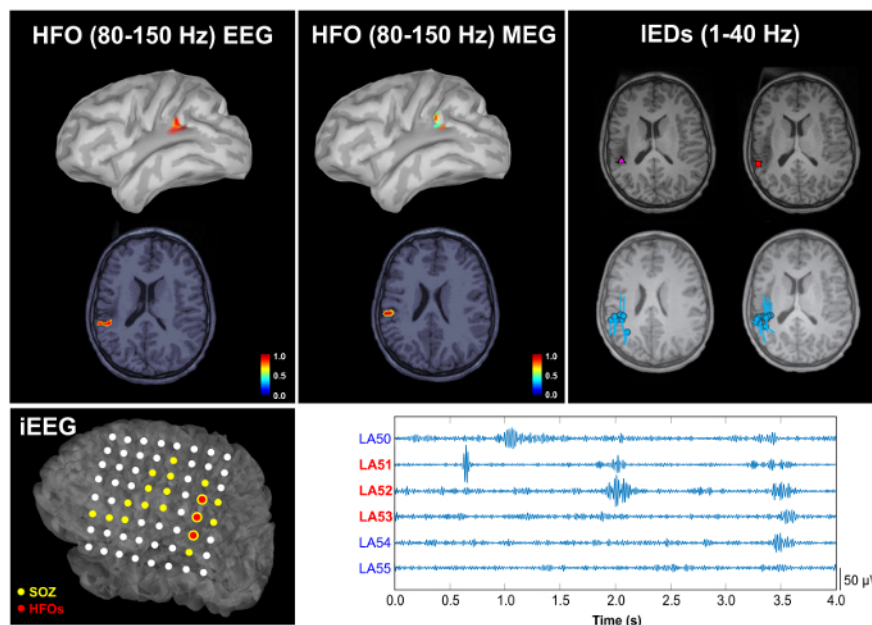 HFO (80-150 Hz) EEG
HFO (80-150 Hz) MEG
IEDs (1-40 Hz)
1.0
0.5
0.0
1.0
0.5
0.0
iEEG
SOZ
HFOs
LA50
LA51
LA52
LA53
LA54
LA55
50 µV
0.0 0.5 1.0 1.5 2.0 2.5 3.0 3.5 4.0
Time (s)